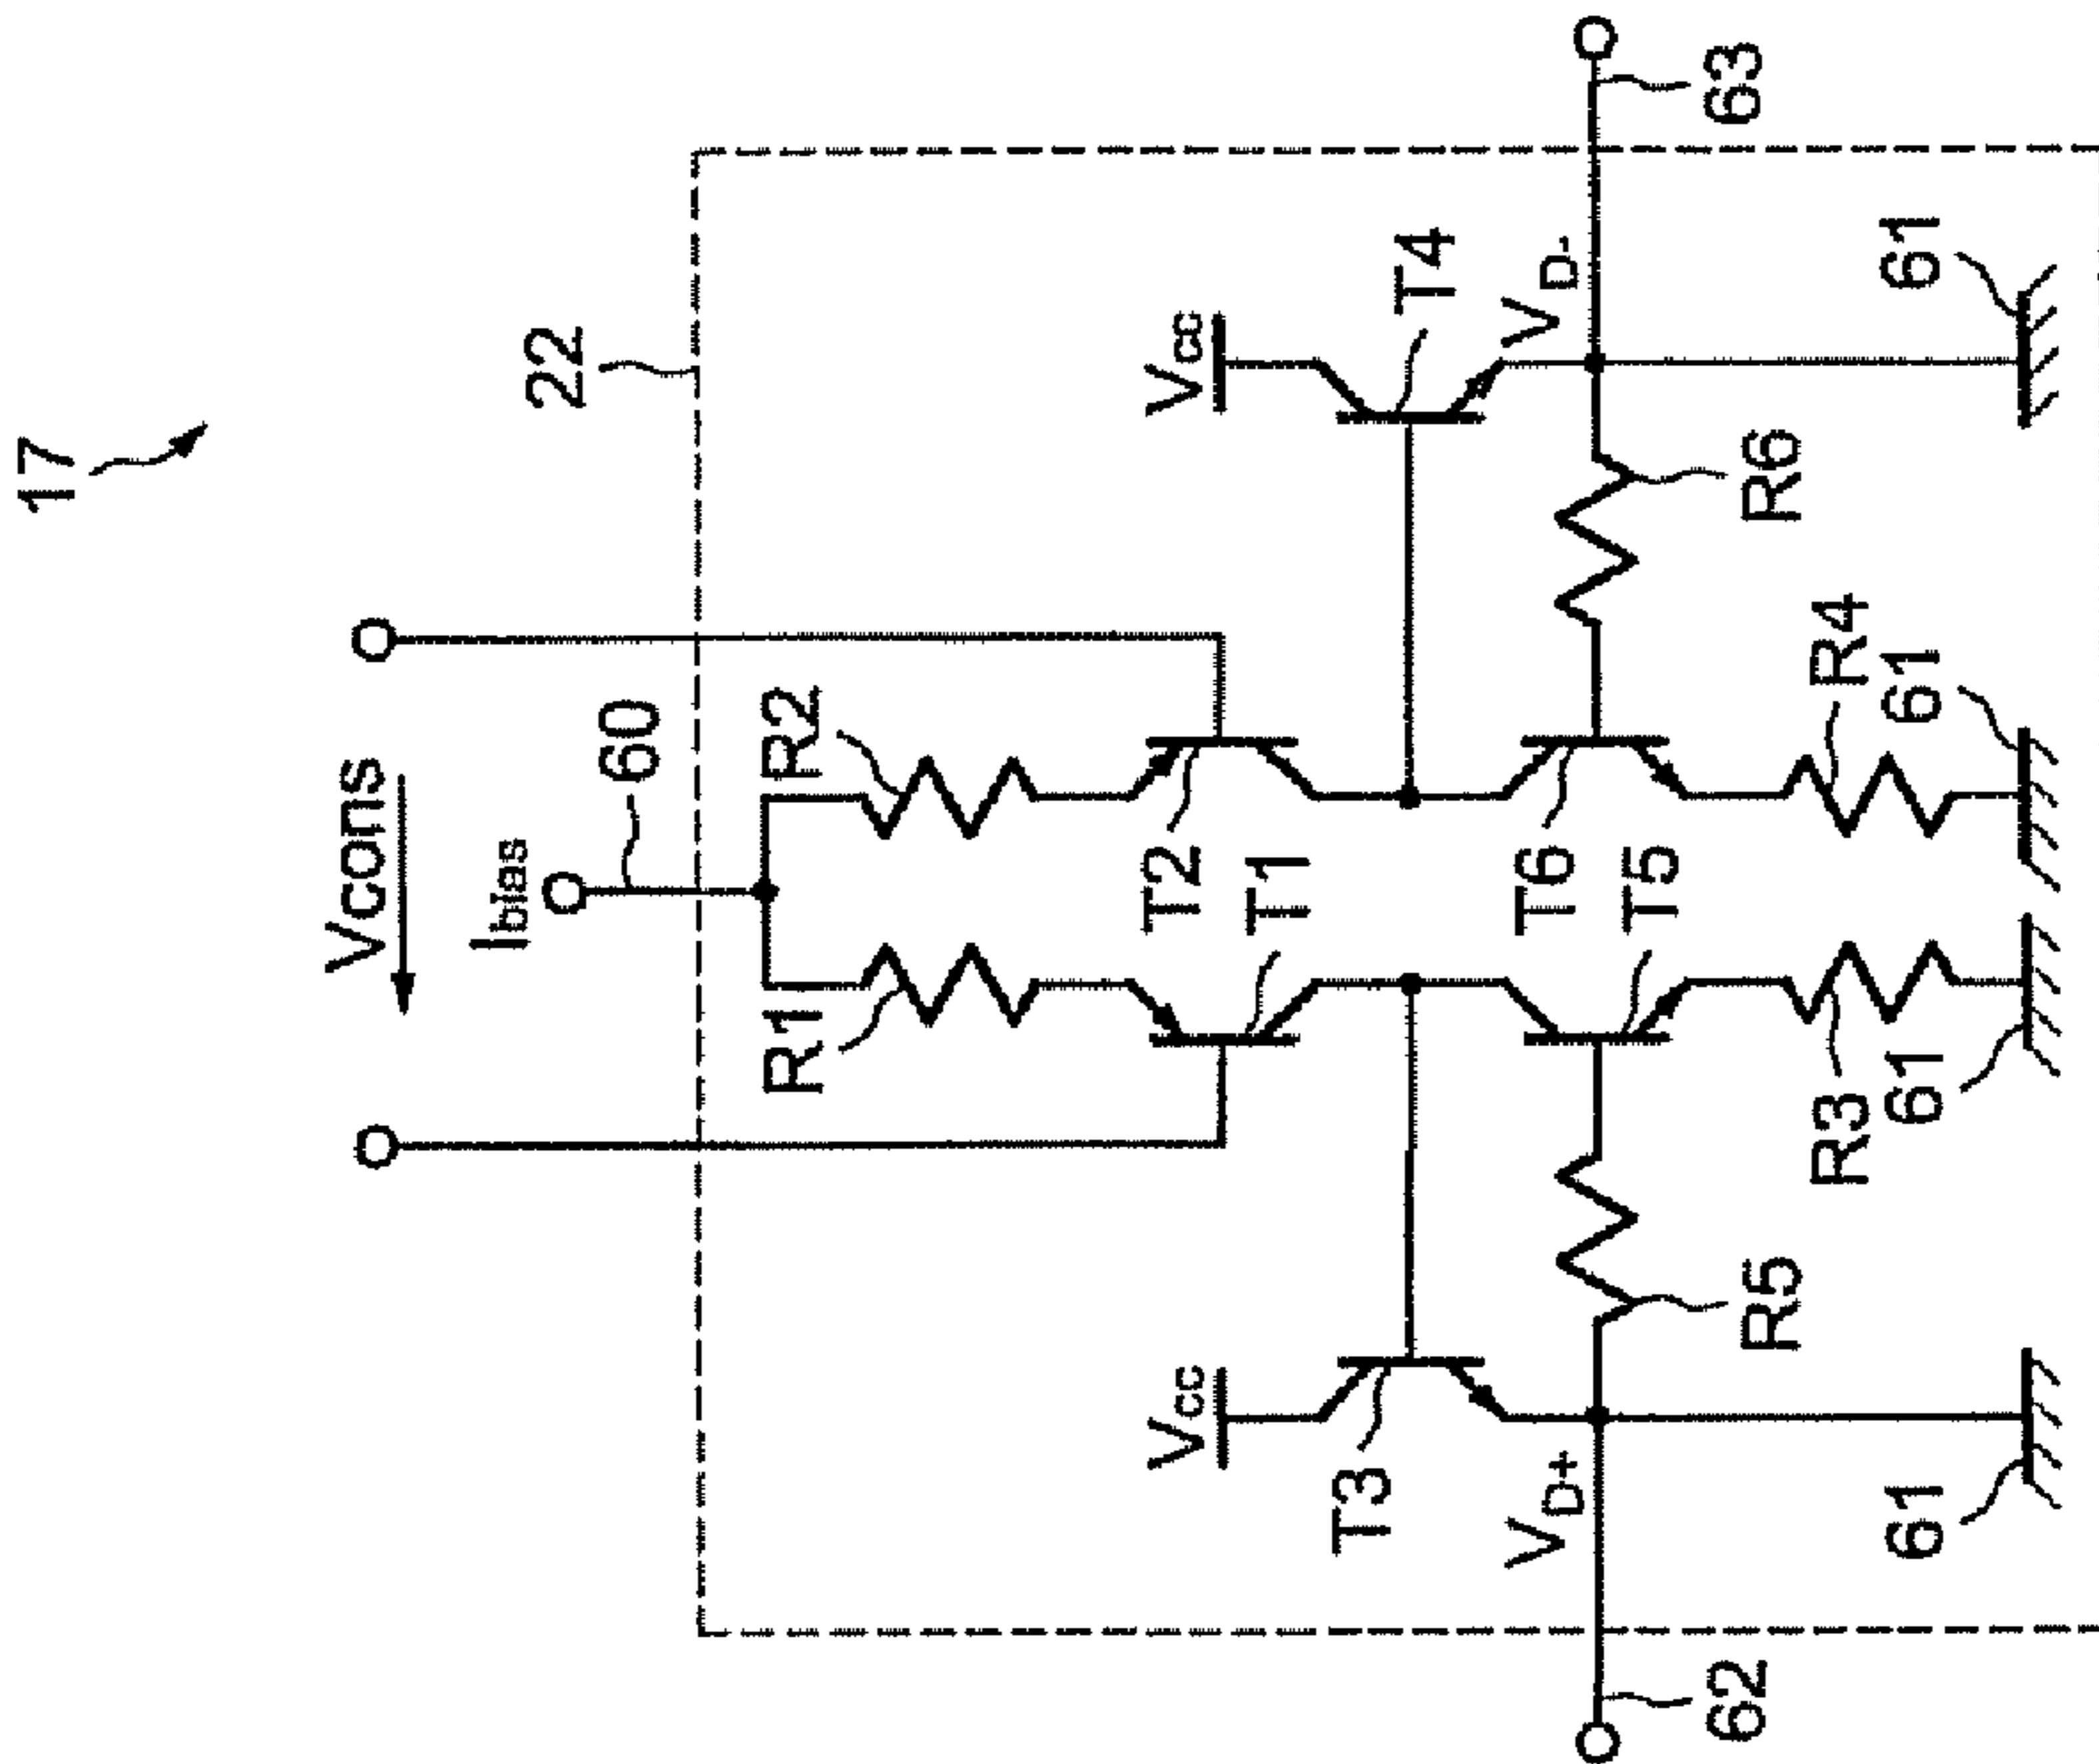 17
Vcons
Ibias
22
60
R1
R2
Vcc
T2
Vcc
T1
T3
T4
VD+
T6
VD-
T5
62
R5
R6
63
R3
R4
61
61
61
61